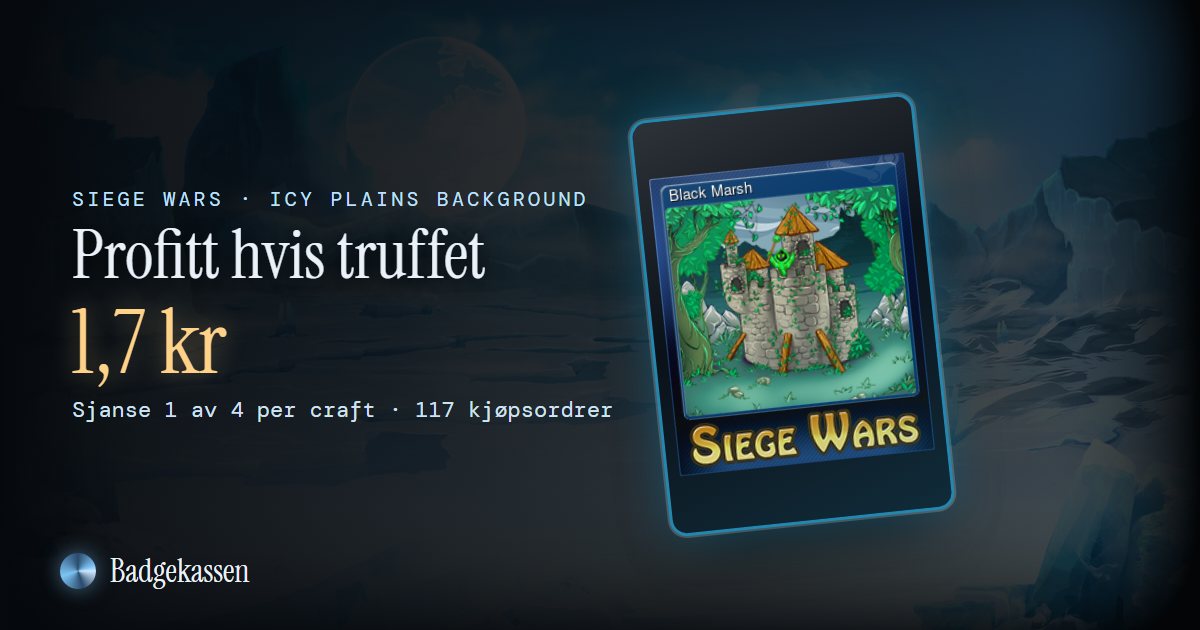 SIEGE WARS · ICY PLAINS BACKGROUND
Profitt hvis truffet
1,7 kr
Sjanse 1 av 4 per craft · 117 kjøpsordrer
Black Marsh
SIEGE WARS
Badgekassen